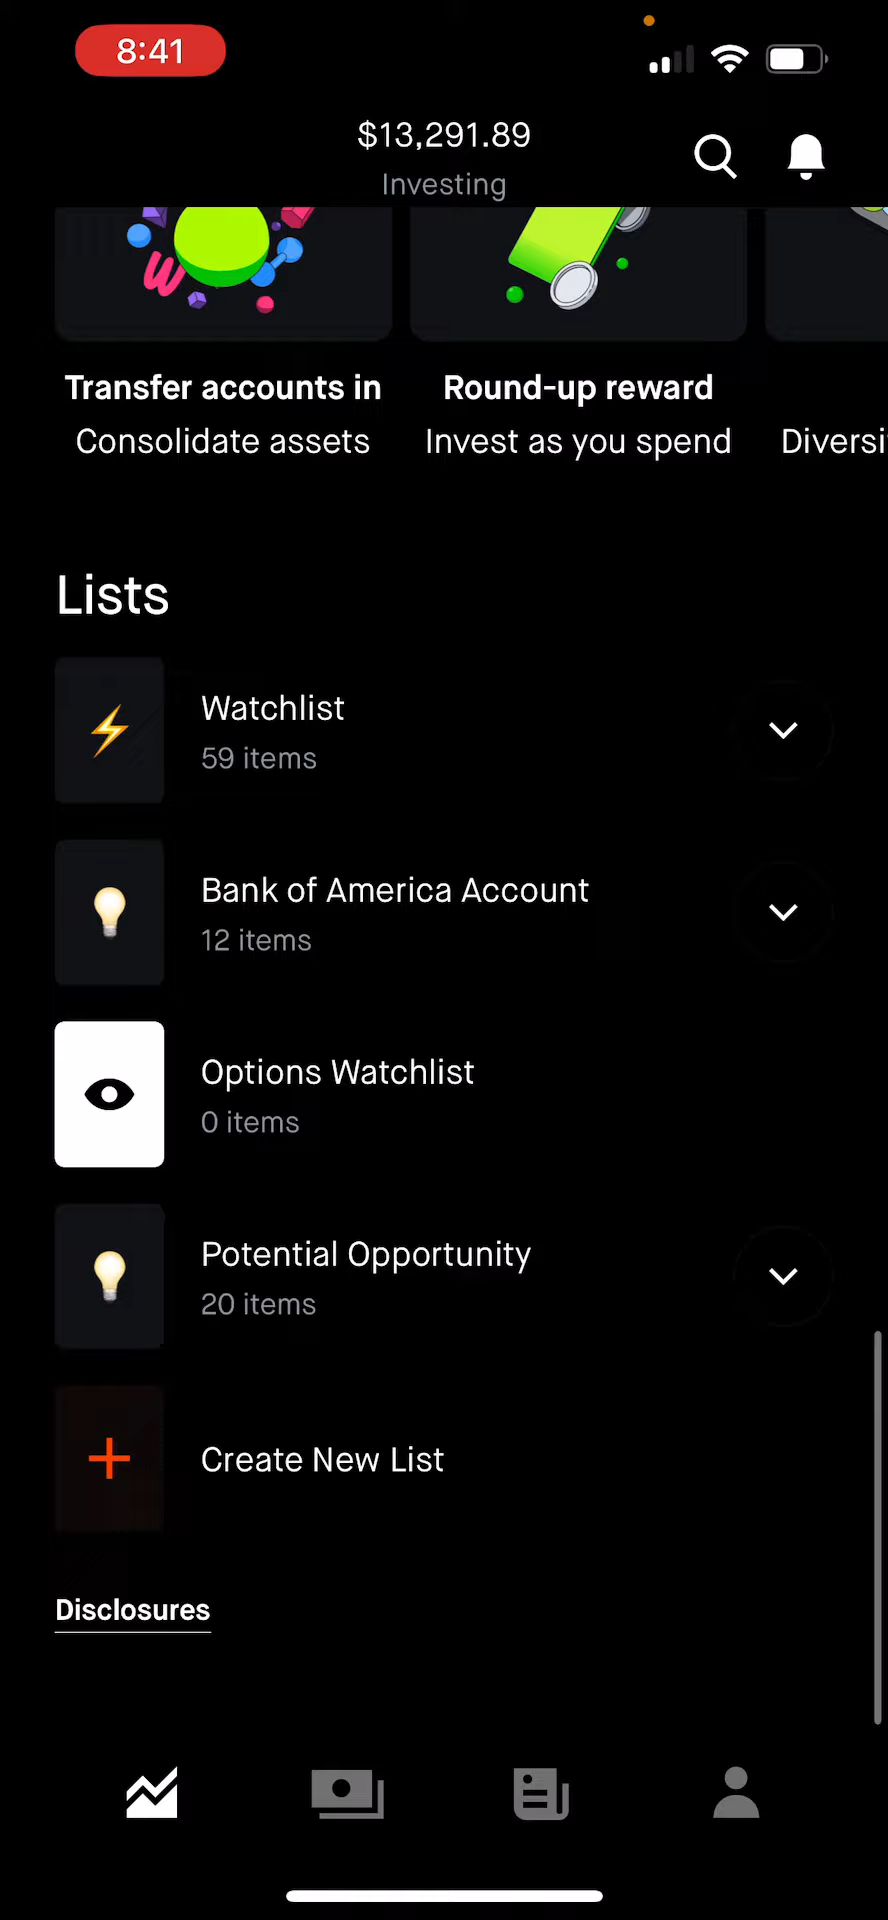 8:41
$13,291.89
Investing
Transfer accounts in
Consolidate assets
Round-up reward
Invest as you spend
Lists
Watchlist
59 items
Bank of America Account
12 items
Options Watchlist
0 items
Potential Opportunity
20 items
Create New List
Disclosures